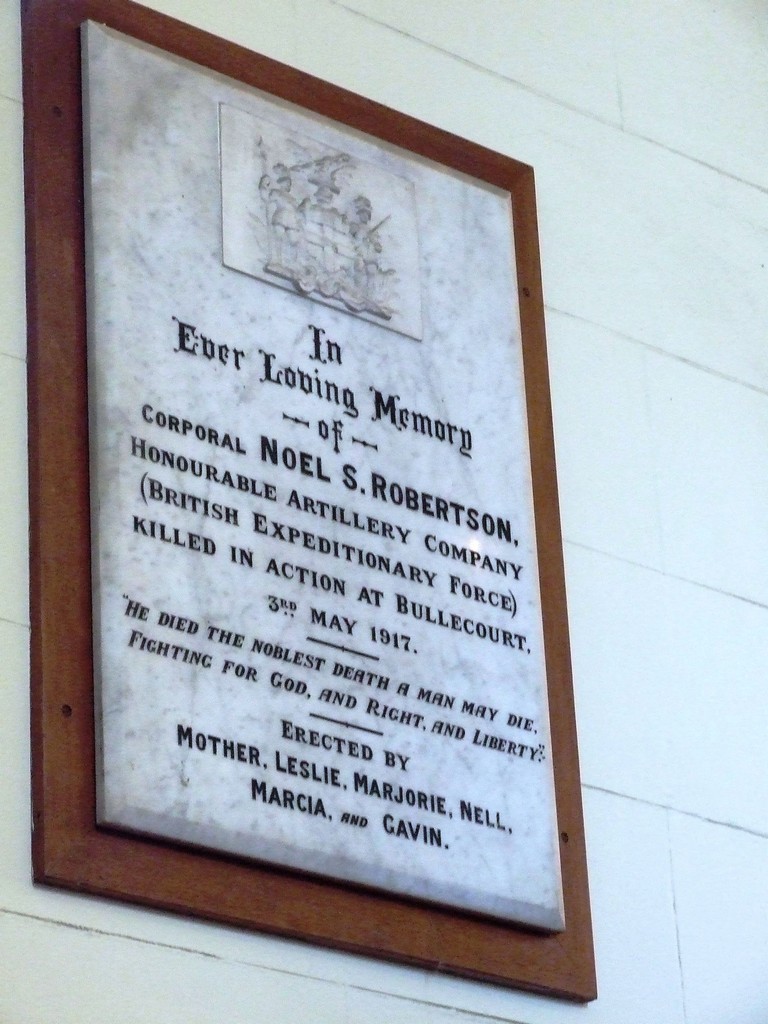 In
Ever Loving Memory
of
CORPORAL NOEL S. ROBERTSON,
HONOURABLE ARTILLERY COMPANY
(BRITISH EXPEDITIONARY FORCE)
KILLED IN ACTION AT BULLECOURT,
3RD MAY 1917.
"HE DIED THE NOBLEST DEATH A MAN MAY DIE,
FIGHTING FOR GOD, AND RIGHT, AND LIBERTY."
ERECTED BY
MOTHER, LESLIE, MARJORIE, NELL,
MARCIA, AND GAVIN.